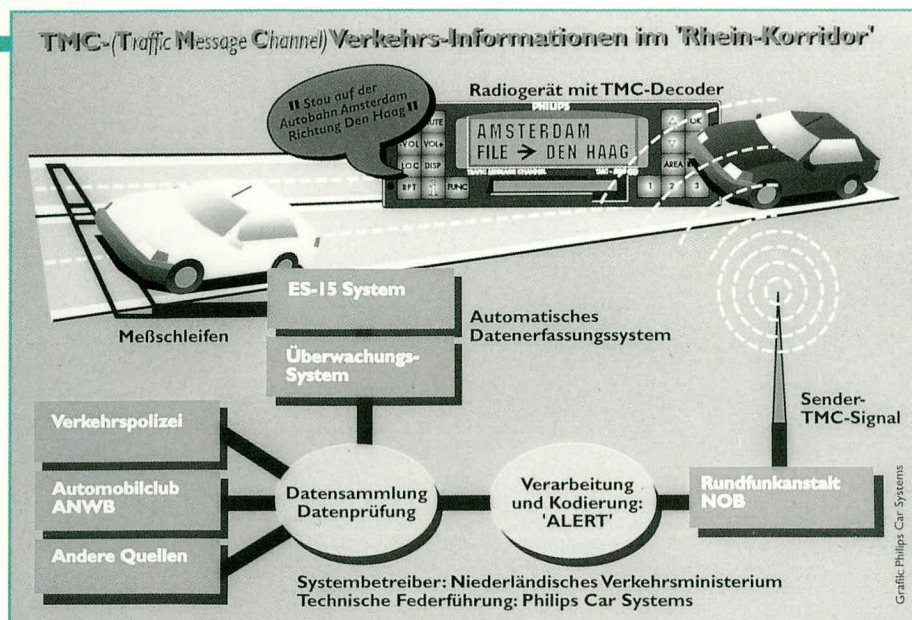 TMC-(Traffic Message Channel) Verkehrs-Informationen im 'Rhein-Korridor'
Radiogerät mit TMC-Decoder
"Stau auf der
Autobahn Amsterdam
Richtung Den Haag"
PHILIPS
OK
-VOL VOL+
LOC DISP
RPT i FUNC
AMSTERDAM
FILE → DEN HAAG
AREA
TRAFFIC MESSAGE CHANNEL
1 2 3
Meßschleifen
ES-15 System
Überwachungs-
System
Automatisches
Datenerfassungssystem
Verkehrspolizei
Automobilclub
ANWB
Andere Quellen
Datensammlung
Datenprüfung
Verarbeitung
und Kodierung:
'ALERT'
Sender-
TMC-Signal
Rundfunkanstalt
NOB
Systembetreiber: Niederländisches Verkehrsministerium
Technische Federführung: Philips Car Systems
Grafik: Philips Car Systems